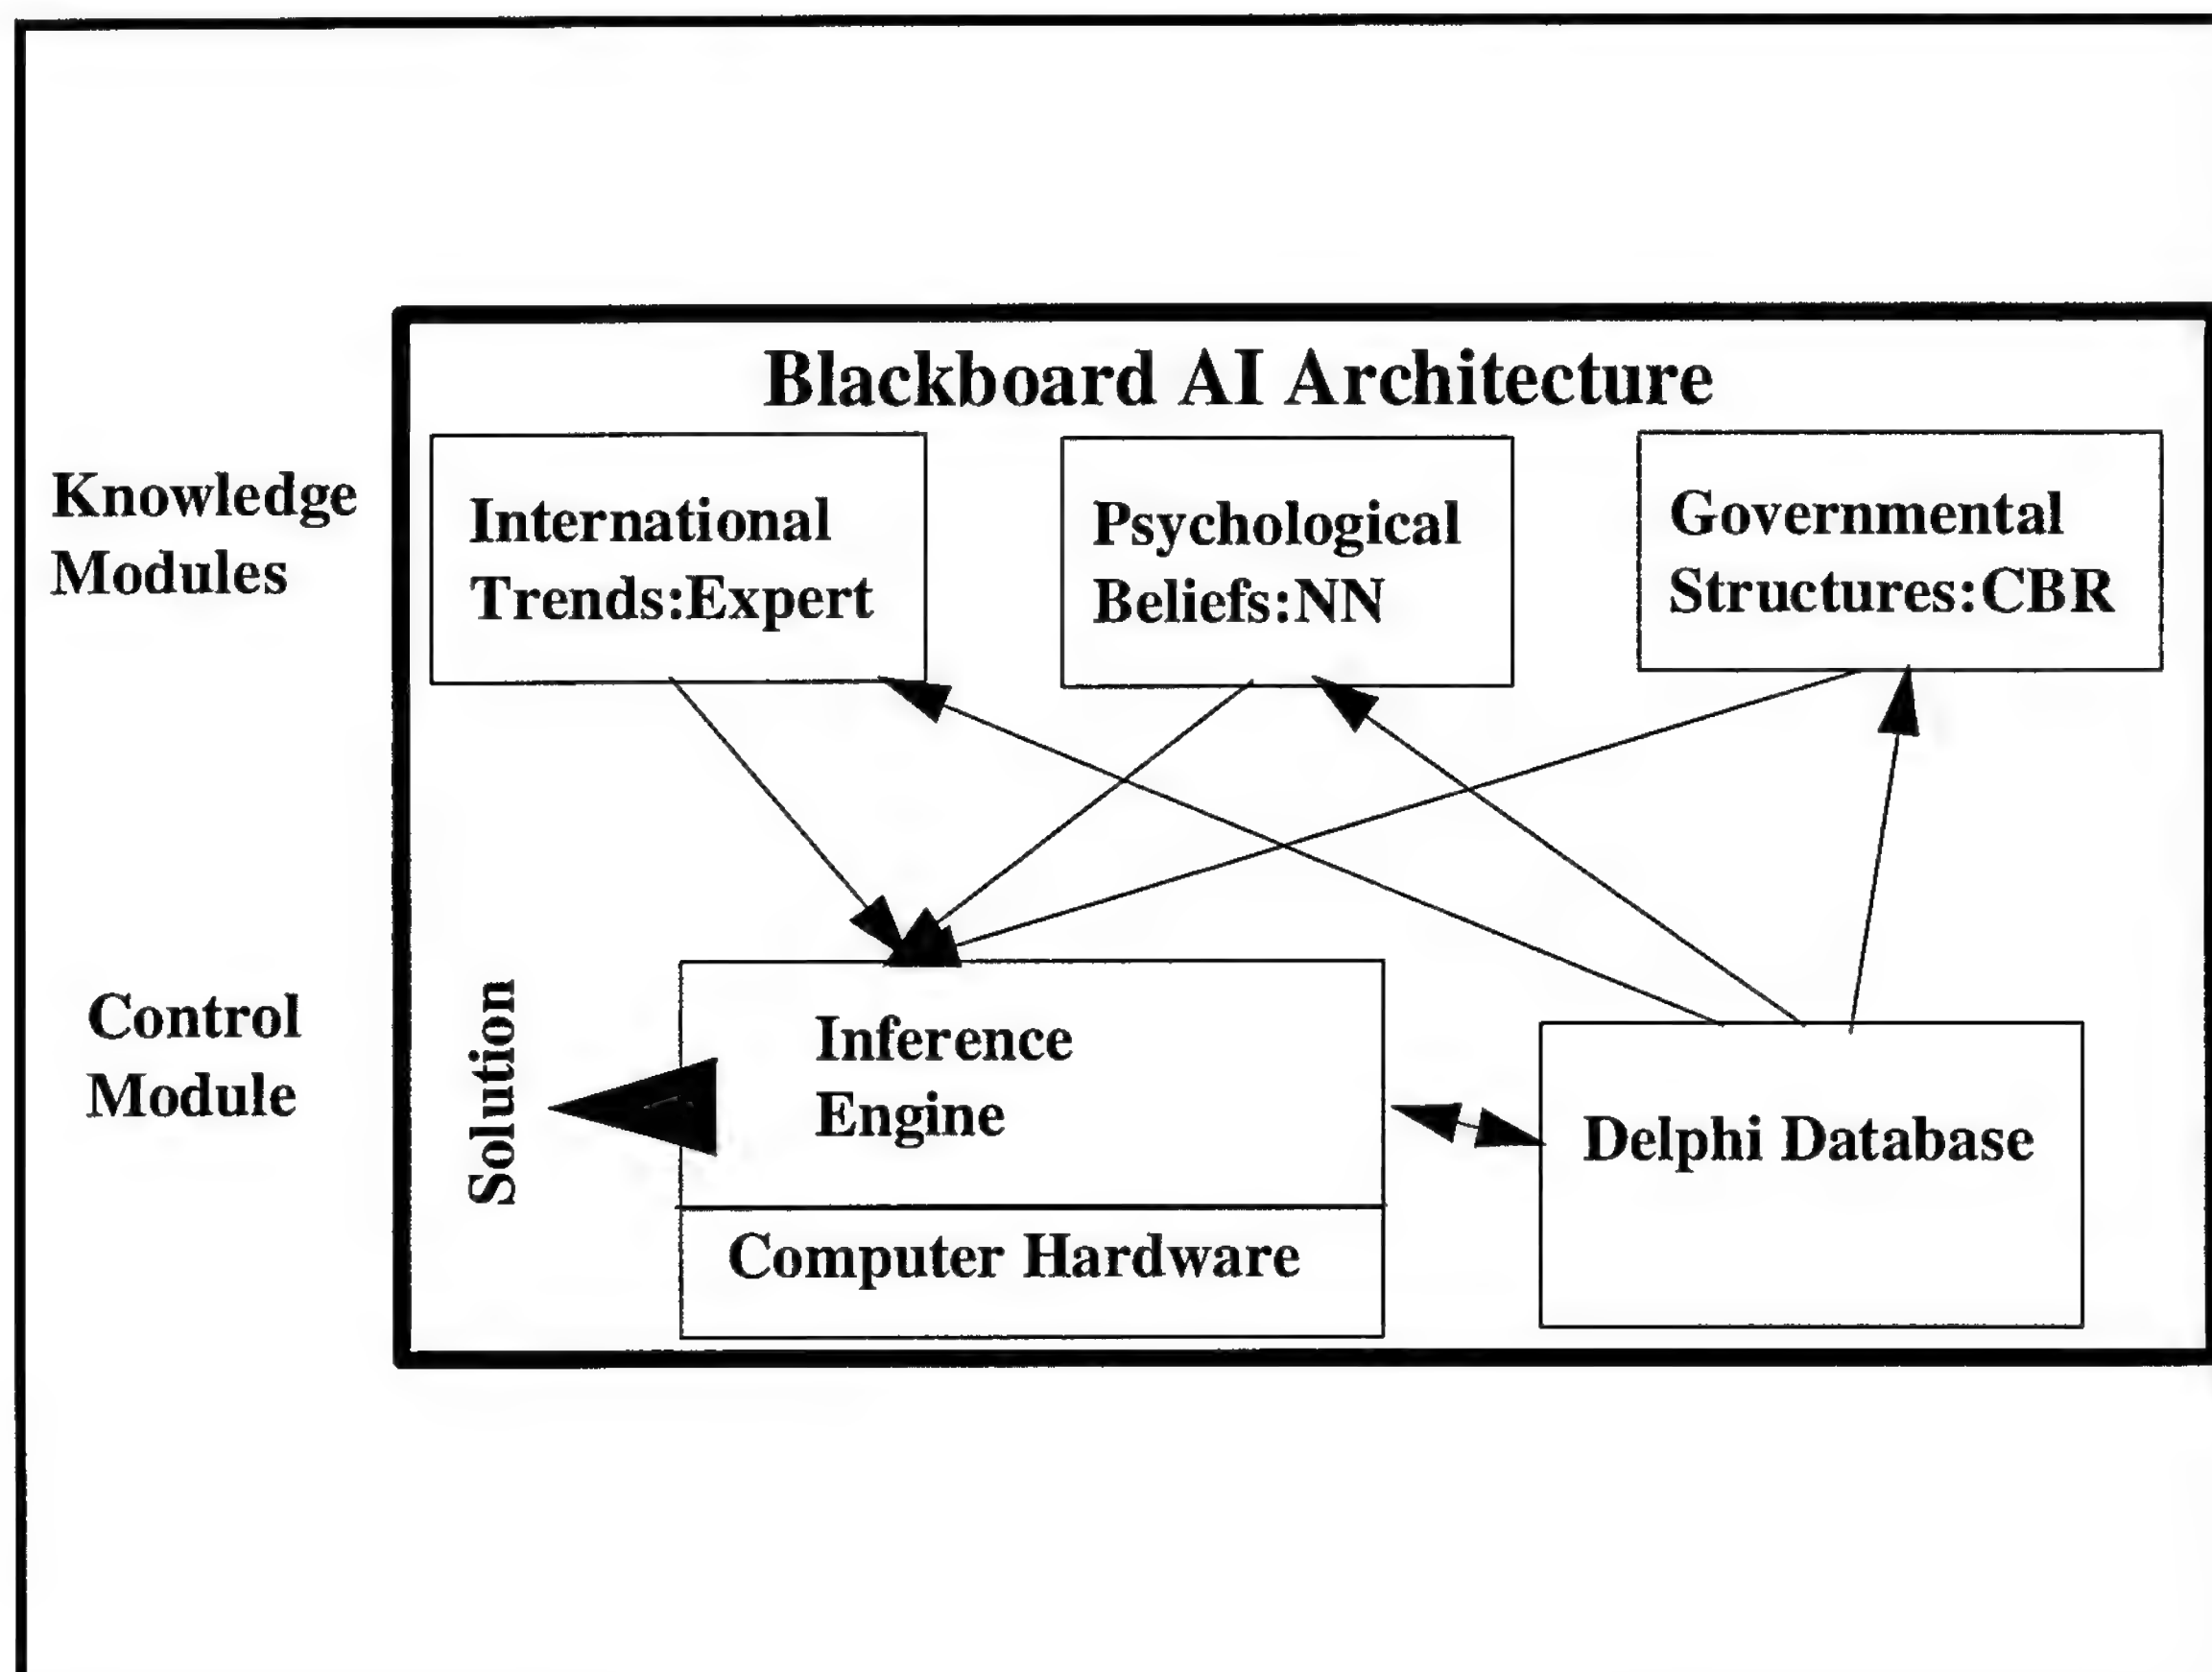 Blackboard AI Architecture
Knowledge
Modules
International
Trends:Expert
Psychological
Beliefs:NN
Governmental
Structures:CBR
Control
Module
Solution
Inference
Engine
Computer Hardware
Delphi Database